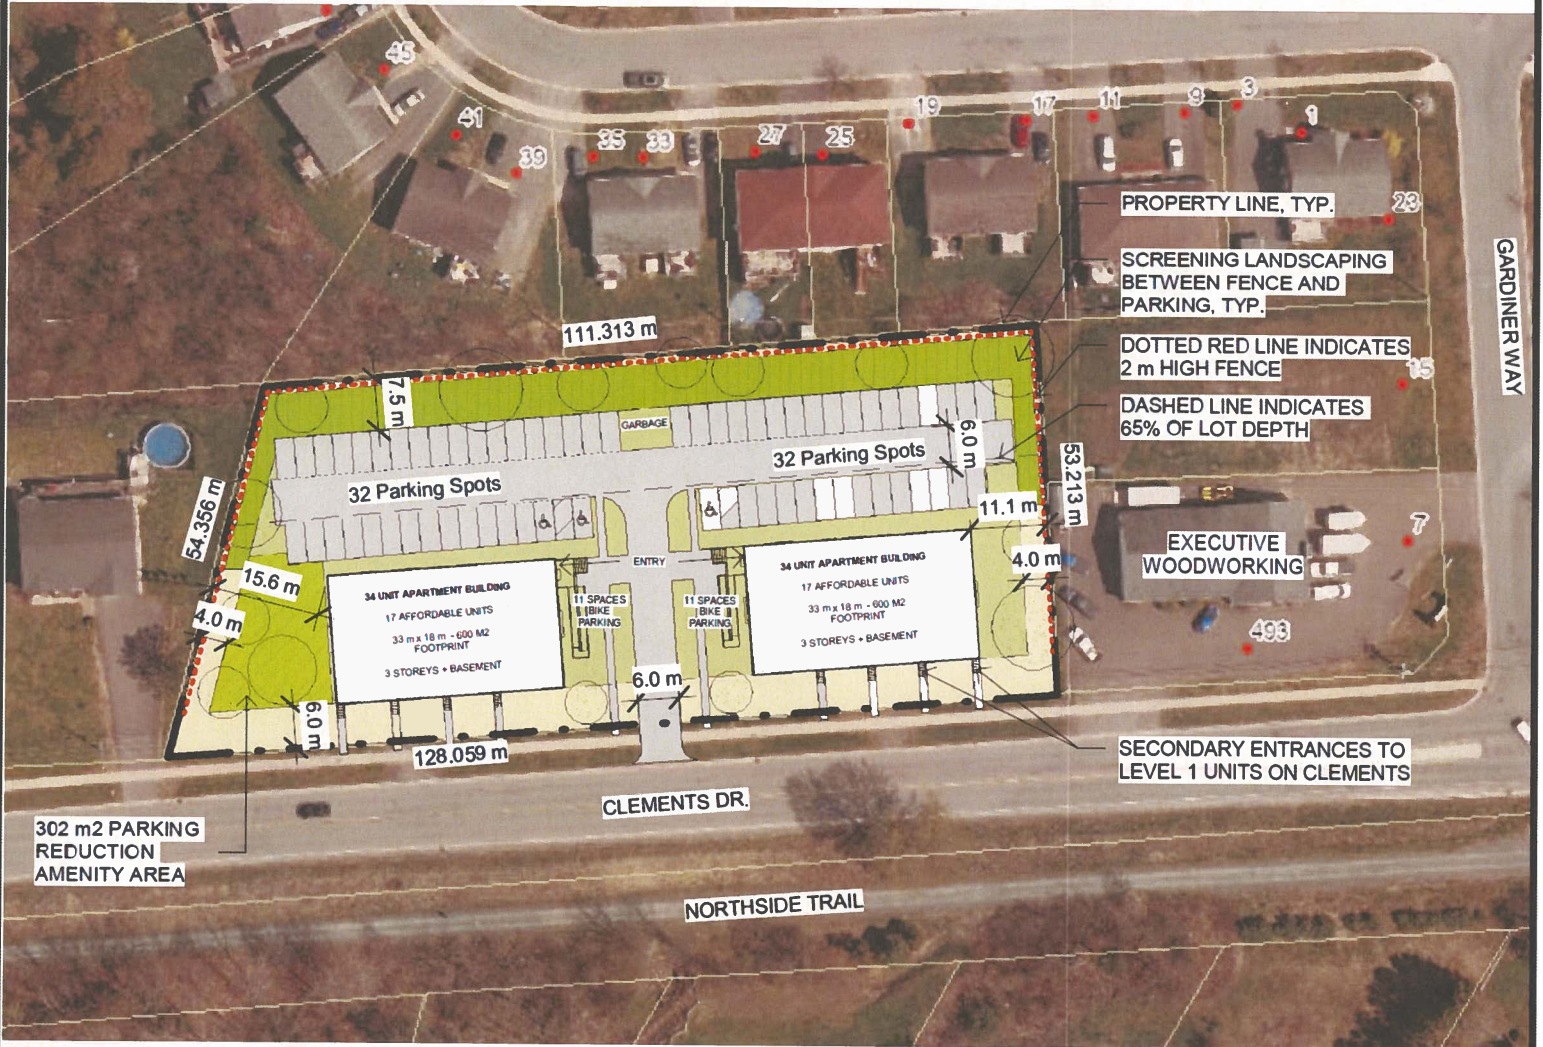 45
41
39
35
33
27
25
19
17
11
9
3
1
23
PROPERTY LINE, TYP.
SCREENING LANDSCAPING
BETWEEN FENCE AND
PARKING, TYP.
GARDINER WAY
111.313 m
DOTTED RED LINE INDICATES
2 m HIGH FENCE
15
7.5 m
DASHED LINE INDICATES
65% OF LOT DEPTH
GARBAGE
6.0 m
32 Parking Spots
32 Parking Spots
54.356 m
53.213 m
11.1 m
7
EXECUTIVE
WOODWORKING
4.0 m
ENTRY
15.6 m
4.0 m
34 UNIT APARTMENT BUILDING
17 AFFORDABLE UNITS
33 m x 18 m - 600 M2
FOOTPRINT
3 STOREYS + BASEMENT
11 SPACES
BIKE
PARKING
11 SPACES
BIKE
PARKING
34 UNIT APARTMENT BUILDING
17 AFFORDABLE UNITS
33 m x 18 m - 600 M2
FOOTPRINT
3 STOREYS + BASEMENT
493
6.0 m
6.0 m
128.059 m
SECONDARY ENTRANCES TO
LEVEL 1 UNITS ON CLEMENTS
CLEMENTS DR.
302 m2 PARKING
REDUCTION
AMENITY AREA
NORTHSIDE TRAIL